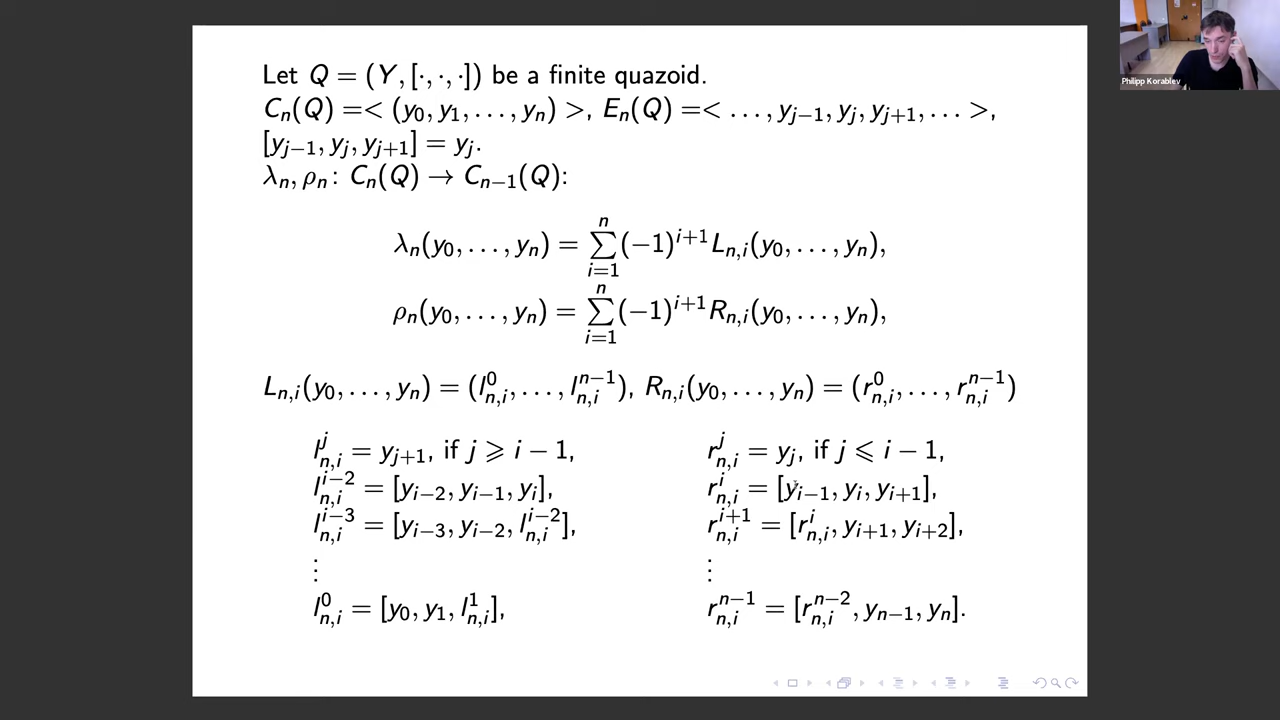 Let Q = (Y, [·, ·, ·]) be a finite quazoid.
C_n(Q) =< (y_0, y_1, . . . , y_n) >, E_n(Q) =< . . . , y_{j−1}, y_j, y_{j+1}, . . . >,
[y_{j−1}, y_j, y_{j+1}] = y_j.
λ_n, ρ_n : C_n(Q) → C_{n−1}(Q):
λ_n(y_0, . . . , y_n) = ∑_{i=1}^{n} (−1)^{i+1} L_{n,i}(y_0, . . . , y_n),
ρ_n(y_0, . . . , y_n) = ∑_{i=1}^{n} (−1)^{i+1} R_{n,i}(y_0, . . . , y_n),
L_{n,i}(y_0, . . . , y_n) = (l^0_{n,i}, . . . , l^{n−1}_{n,i}), R_{n,i}(y_0, . . . , y_n) = (r^0_{n,i}, . . . , r^{n−1}_{n,i})
l^j_{n,i} = y_{j+1}, if j ⩾ i − 1,
l^{i−2}_{n,i} = [y_{i−2}, y_{i−1}, y_i],
l^{i−3}_{n,i} = [y_{i−3}, y_{i−2}, l^{i−2}_{n,i}],
⋮
l^0_{n,i} = [y_0, y_1, l^1_{n,i}],
r^j_{n,i} = y_j, if j ⩽ i − 1,
r^i_{n,i} = [y_{i−1}, y_i, y_{i+1}],
r^{i+1}_{n,i} = [r^i_{n,i}, y_{i+1}, y_{i+2}],
⋮
r^{n−1}_{n,i} = [r^{n−2}_{n,i}, y_{n−1}, y_n].
Philipp Korablev